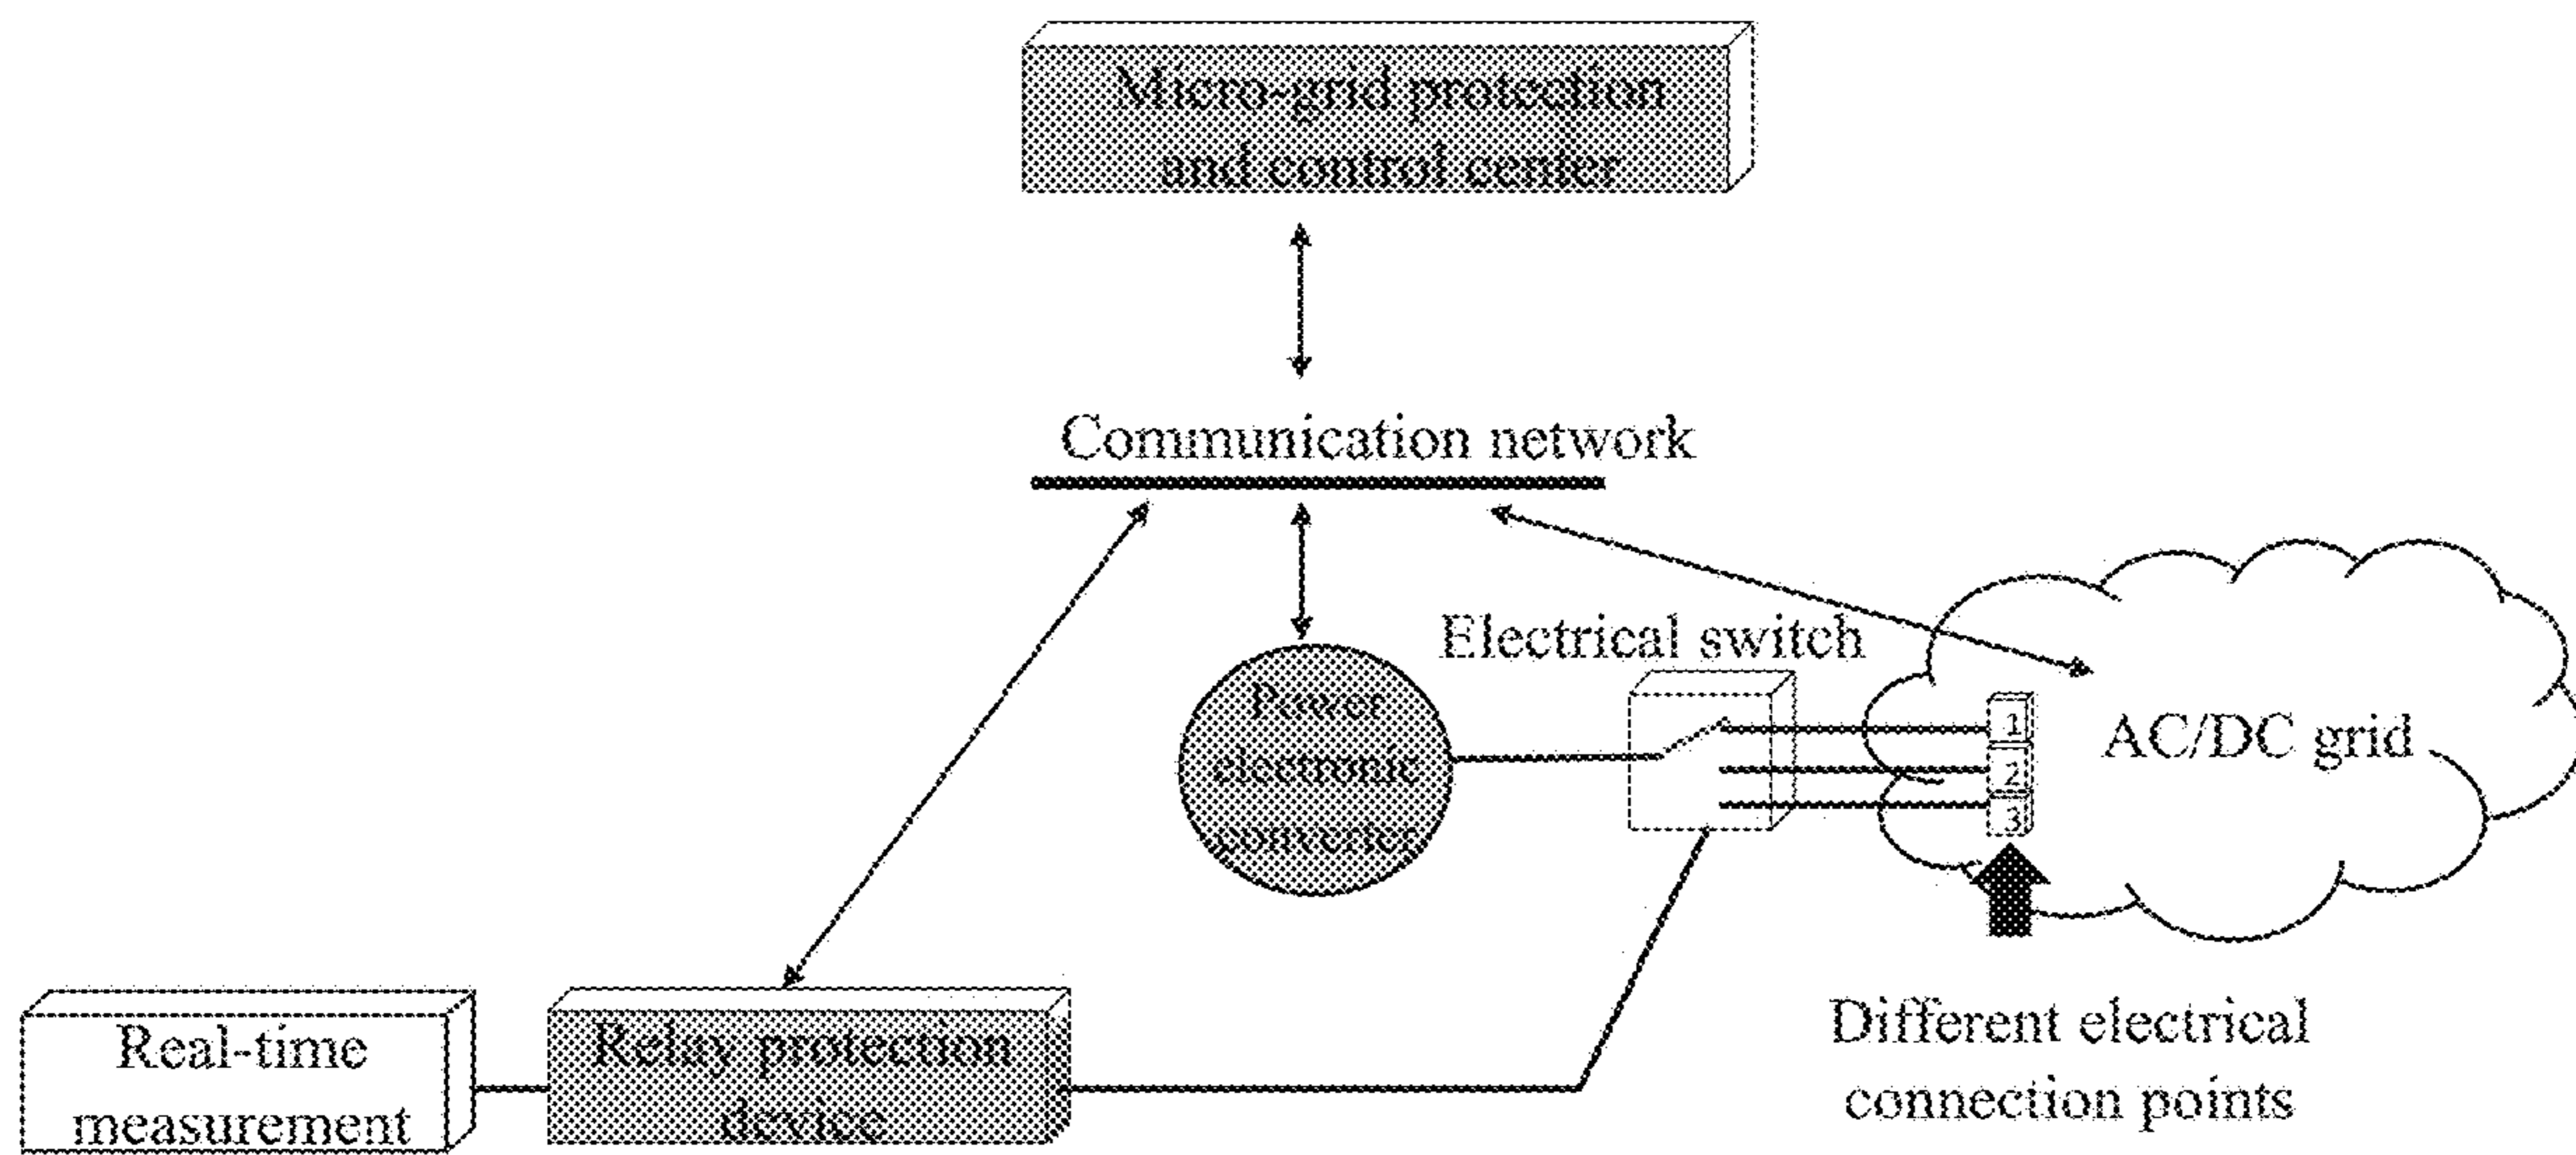 Micro-grid protection
and control center
Communication network
Electrical switch
Power
electronic
converter
1
2
3
AC/DC grid
Real-time
measurement
Relay protection
device
Different electrical
connection points